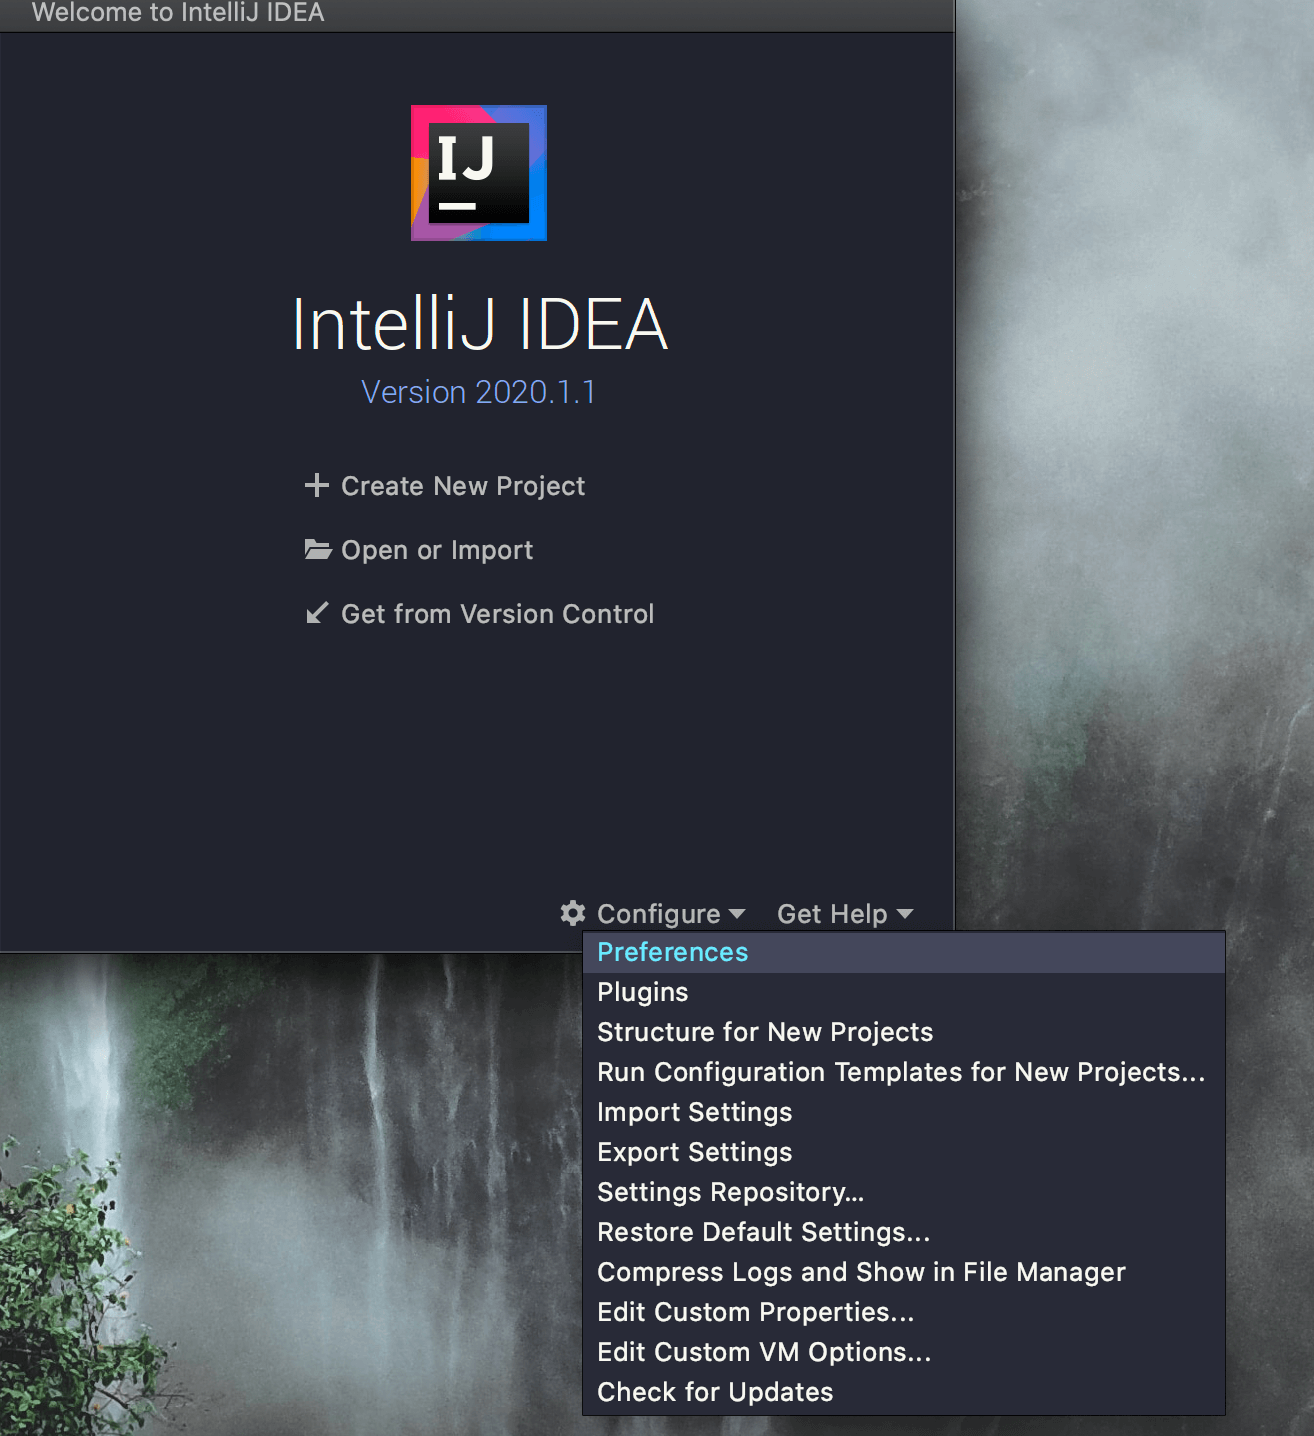 Welcome to IntelliJ IDEA
IJ
IntelliJ IDEA
Version 2020.1.1
Create New Project
Open or Import
Get from Version Control
Configure Get Help
Preferences
Plugins
Structure for New Projects
Run Configuration Templates for New Projects...
Import Settings
Export Settings
Settings Repository...
Restore Default Settings...
Compress Logs and Show in File Manager
Edit Custom Properties...
Edit Custom VM Options...
Check for Updates